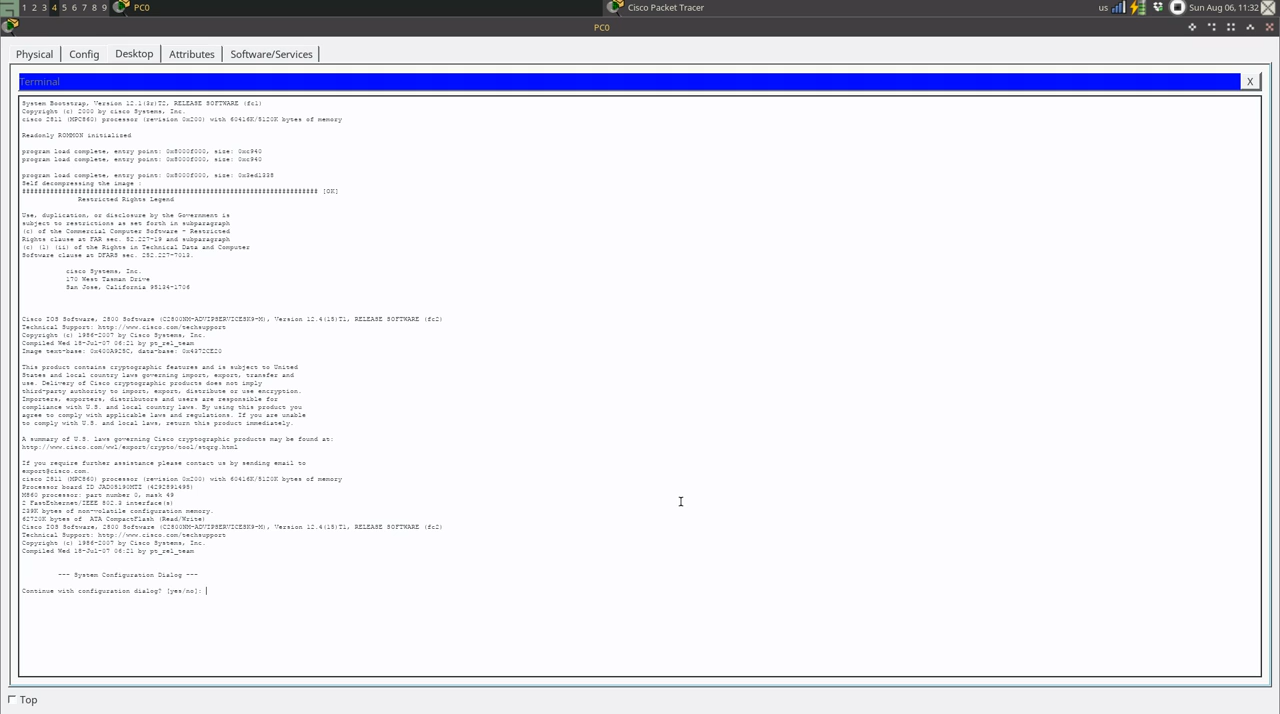 1 2 3 4 5 6 7 8 9 PC0 Cisco Packet Tracer us Sun Aug 06, 11:32
PC0
Physical Config Desktop Attributes Software/Services
Terminal X
System Bootstrap, Version 12.1(3r)T2, RELEASE SOFTWARE (fc1)
Copyright (c) 2000 by cisco Systems, Inc.
cisco 2811 (MPC860) processor (revision 0x200) with 60416K/5120K bytes of memory
Readonly ROMMON initialized
program load complete, entry point: 0x8000f000, size: 0xc940
program load complete, entry point: 0x8000f000, size: 0xc940
program load complete, entry point: 0x8000f000, size: 0x3ed1338
Self decompressing the image :
########################################################################## [OK]
Restricted Rights Legend
Use, duplication, or disclosure by the Government is
subject to restrictions as set forth in subparagraph
(c) of the Commercial Computer Software - Restricted
Rights clause at FAR sec. 52.227-19 and subparagraph
(c) (1) (ii) of the Rights in Technical Data and Computer
Software clause at DFARS sec. 252.227-7013.
cisco Systems, Inc.
170 West Tasman Drive
San Jose, California 95134-1706
Cisco IOS Software, 2800 Software (C2800NM-ADVIPSERVICESK9-M), Version 12.4(15)T1, RELEASE SOFTWARE (fc2)
Technical Support: http://www.cisco.com/techsupport
Copyright (c) 1986-2007 by Cisco Systems, Inc.
Compiled Wed 18-Jul-07 06:21 by pt_rel_team
Image text-base: 0x400A925C, data-base: 0x4372CE20
This product contains cryptographic features and is subject to United
States and local country laws governing import, export, transfer and
use. Delivery of Cisco cryptographic products does not imply
third-party authority to import, export, distribute or use encryption.
Importers, exporters, distributors and users are responsible for
compliance with U.S. and local country laws. By using this product you
agree to comply with applicable laws and regulations. If you are unable
to comply with U.S. and local laws, return this product immediately.
A summary of U.S. laws governing Cisco cryptographic products may be found at:
http://www.cisco.com/wwl/export/crypto/tool/stqrg.html
If you require further assistance please contact us by sending email to
export@cisco.com.
cisco 2811 (MPC860) processor (revision 0x200) with 60416K/5120K bytes of memory
Processor board ID JAD05190MTZ (4292891495)
M860 processor: part number 0, mask 49
2 FastEthernet/IEEE 802.3 interface(s)
239K bytes of non-volatile configuration memory.
62720K bytes of ATA CompactFlash (Read/Write)
Cisco IOS Software, 2800 Software (C2800NM-ADVIPSERVICESK9-M), Version 12.4(15)T1, RELEASE SOFTWARE (fc2)
Technical Support: http://www.cisco.com/techsupport
Copyright (c) 1986-2007 by Cisco Systems, Inc.
Compiled Wed 18-Jul-07 06:21 by pt_rel_team
--- System Configuration Dialog ---
Continue with configuration dialog? [yes/no]:
Top